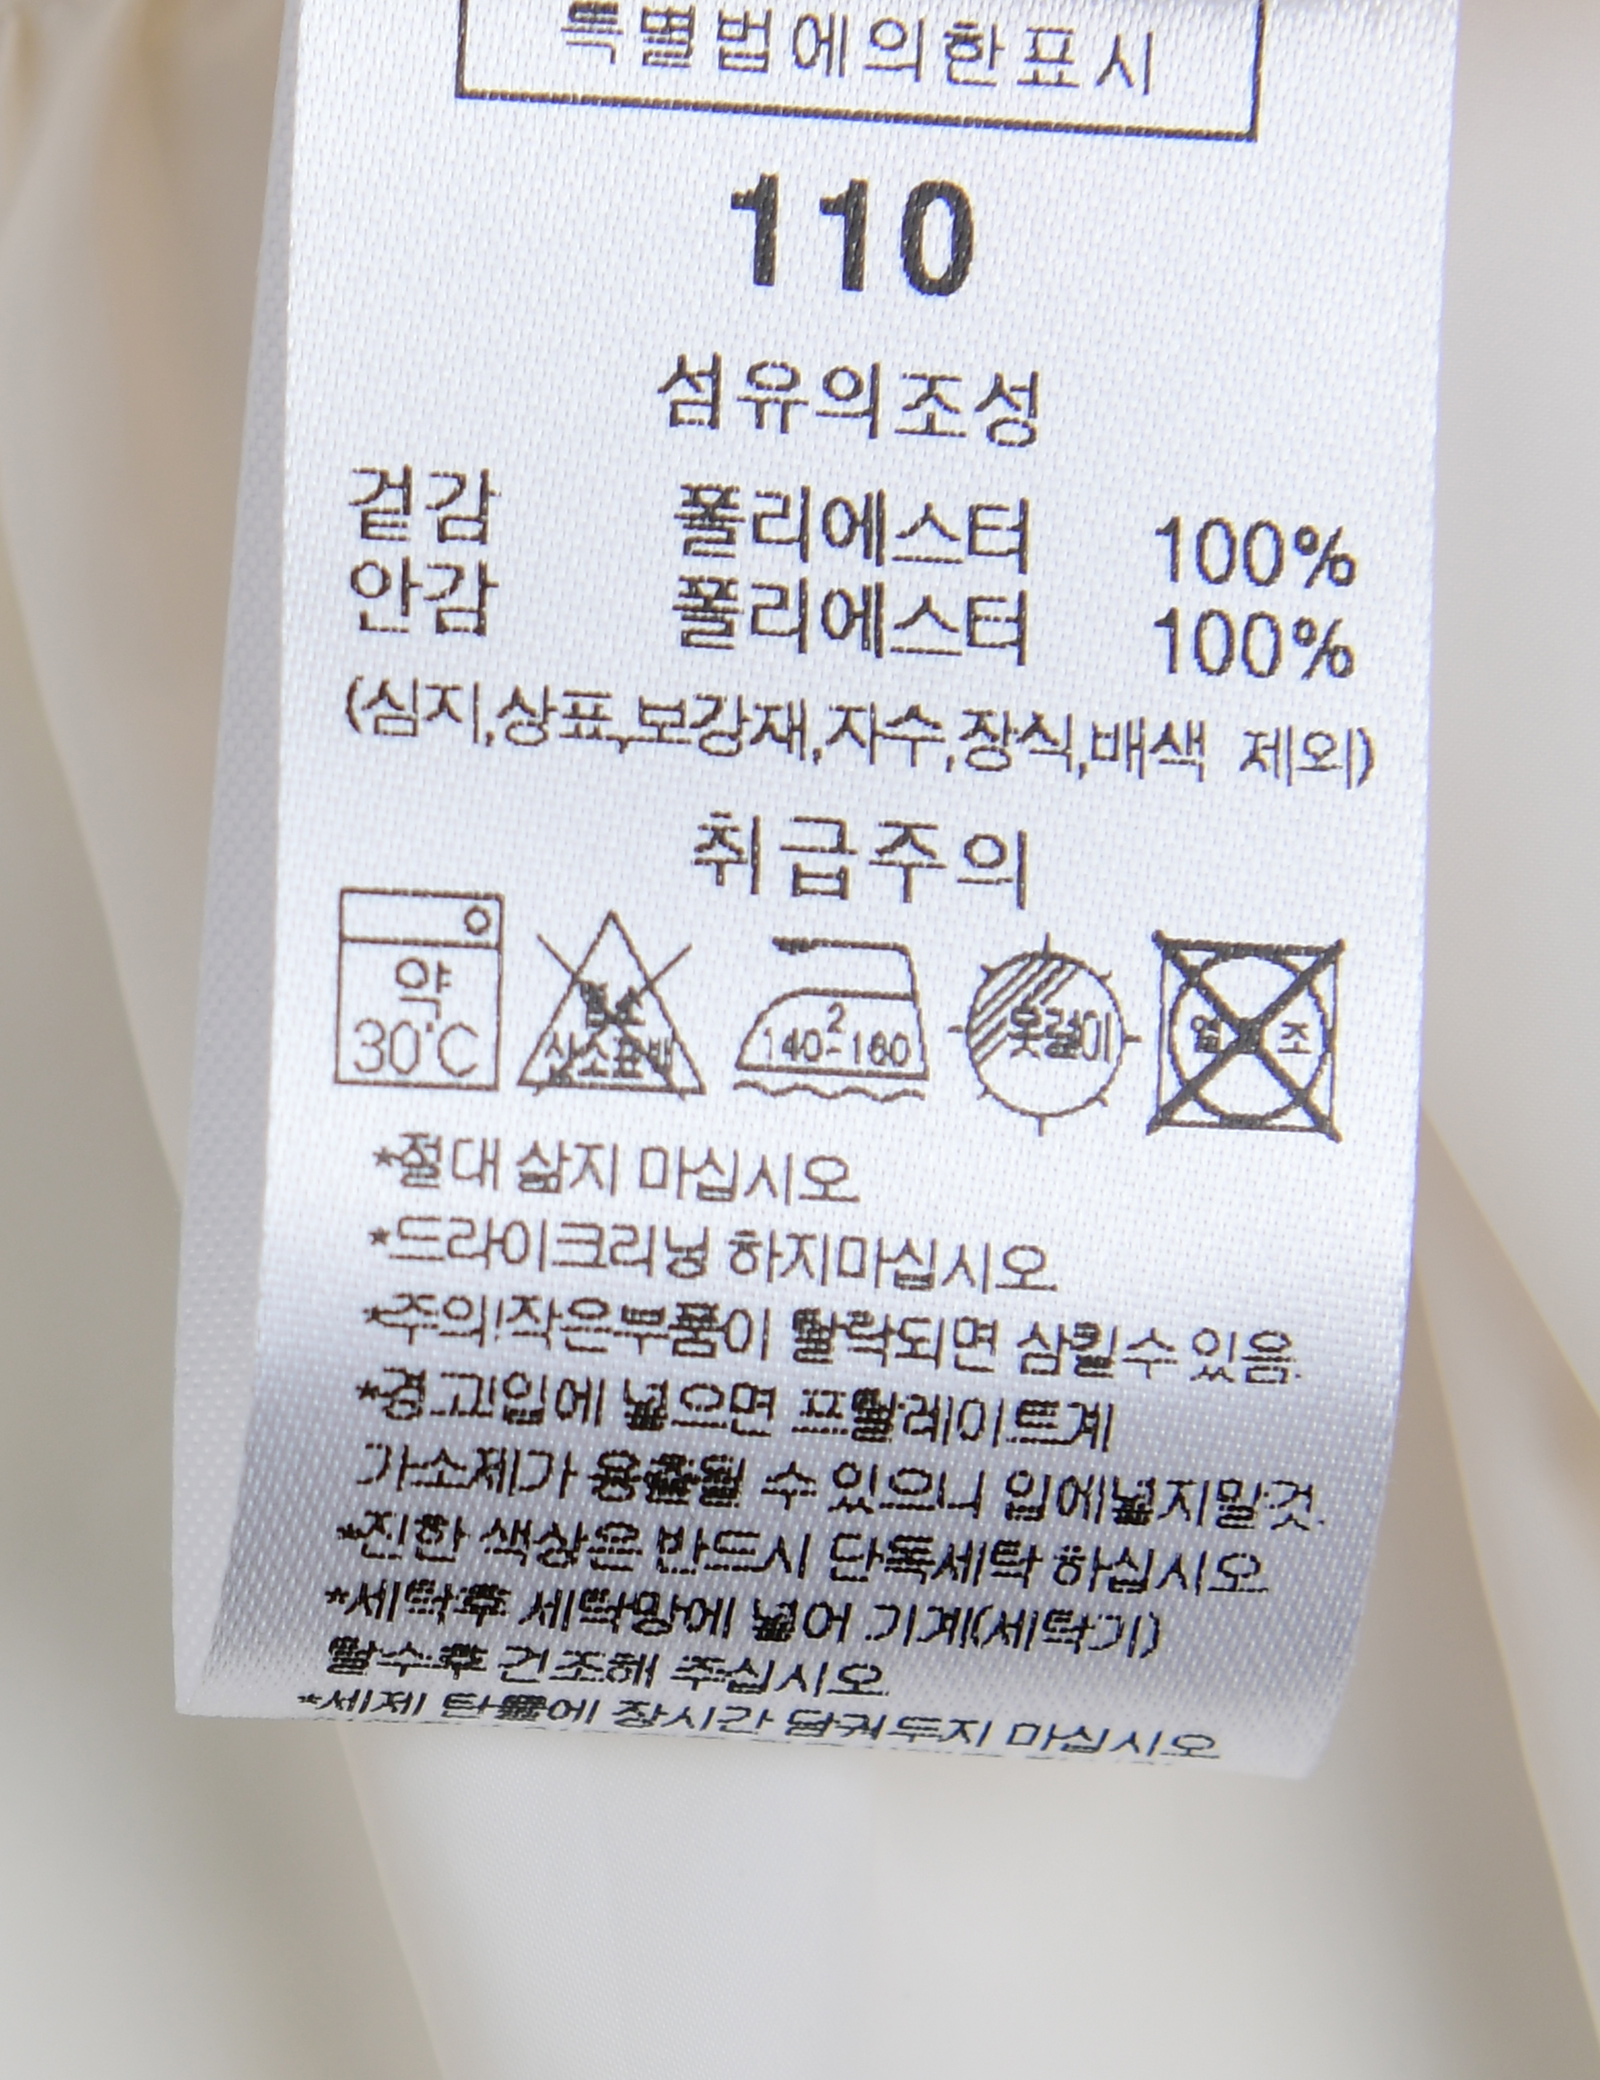 특별법에의한표시
110
섬유의조성
겉감 폴리에스터 100%
안감 폴리에스터 100%
(심지,상표,보강재,자수,장식,배색 제외)
취급주의
약 30℃
염소 산소표백
2 140-160
옷걸이
조
*절대 삶지 마십시오
*드라이크리닝 하지마십시오
*주의!작은부품이 탈락되면 삼킬수 있음.
*경고!입에 넣으면 프탈레이트계
가소제가 용출될 수 있으니 입에넣지말것.
*진한 색상은 반드시 단독세탁 하십시오
*세탁후 세탁망에 넣어 기계(세탁기)
탈수후 건조해 주십시오
*세제 탄물에 장시간 담궈두지 마십시오